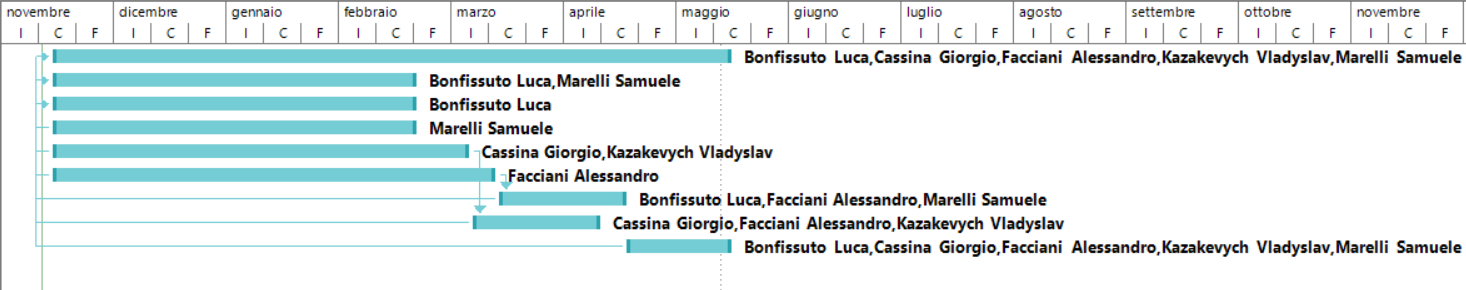 novembre dicembre gennaio febbraio marzo aprile maggio giugno luglio agosto settembre ottobre novembre
I C F I C F I C F I C F I C F I C F I C F I C F I C F I C F I C F I C F I C F
Bonfissuto Luca,Cassina Giorgio,Facciani Alessandro,Kazakevych Vladyslav,Marelli Samuele
Bonfissuto Luca,Marelli Samuele
Bonfissuto Luca
Marelli Samuele
Cassina Giorgio,Kazakevych Vladyslav
Facciani Alessandro
Bonfissuto Luca,Facciani Alessandro,Marelli Samuele
Cassina Giorgio,Facciani Alessandro,Kazakevych Vladyslav
Bonfissuto Luca,Cassina Giorgio,Facciani Alessandro,Kazakevych Vladyslav,Marelli Samuele